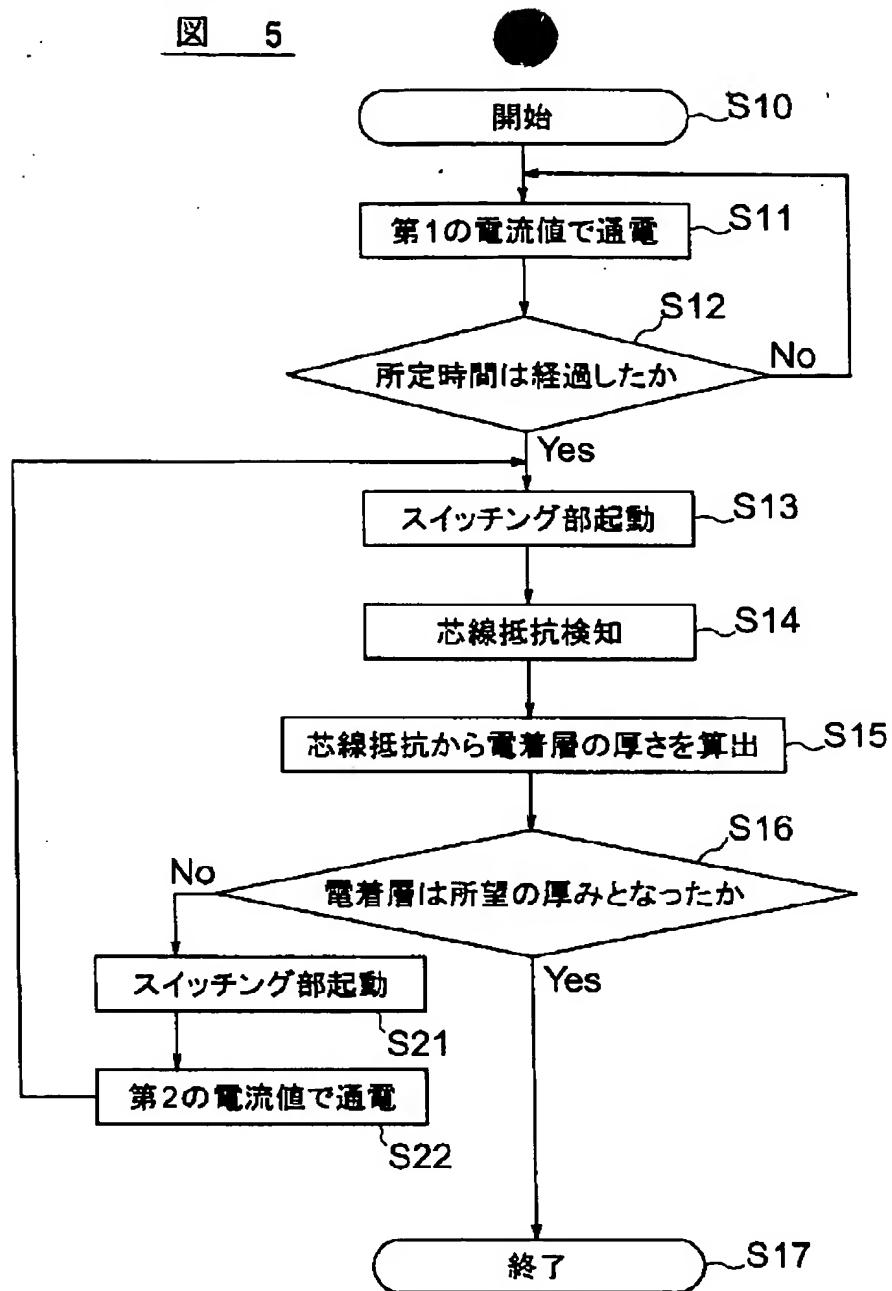 図 5
開始
S10
第1の電流値で通電
S11
S12
所定時間は経過したか
No
Yes
スイッチング部起動
S13
芯線抵抗検知
S14
芯線抵抗から電着層の厚さを算出
S15
S16
No
電着層は所望の厚みとなったか
Yes
スイッチング部起動
S21
第2の電流値で通電
S22
終了
S17